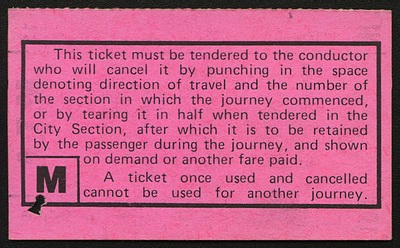 This ticket must be tendered to the conductor
who will cancel it by punching in the space
denoting direction of travel and the number of
the section in which the journey commenced,
or by tearing it in half when tendered in the
City Section, after which it is to be retained
by the passenger during the journey, and shown
on demand or another fare paid.
A ticket once used and cancelled
cannot be used for another journey.
M